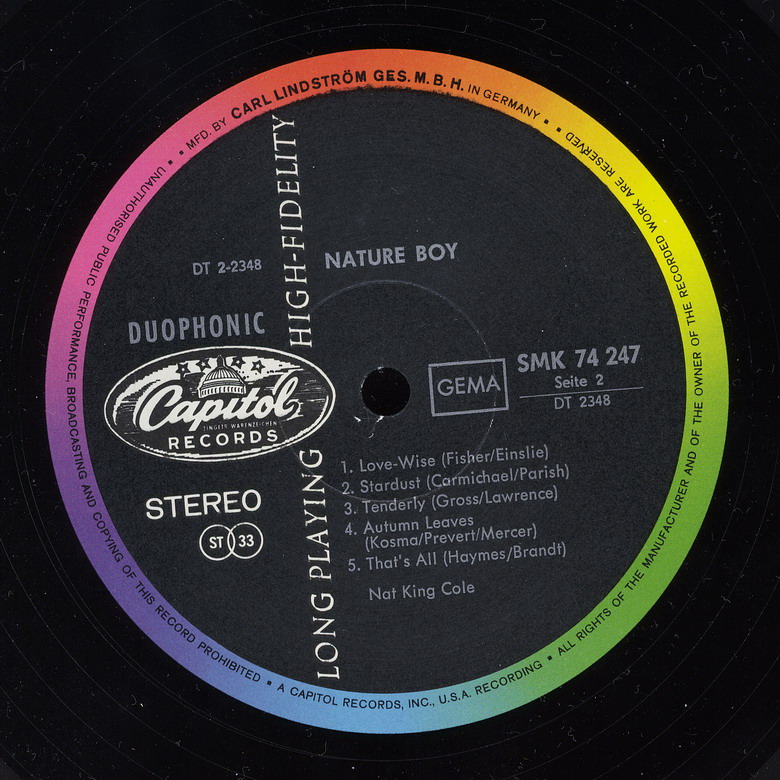 MFD. BY CARL LINDSTRÖM GES. M. B. H. IN GERMANY ▪ ▪ UNAUTHORISED PUBLIC PERFORMANCE, BROADCASTING AND COPYING OF THIS RECORD PROHIBITED ▪ A CAPITOL RECORDS, INC., U.S.A. RECORDING ▪ ALL RIGHTS OF THE MANUFACTURER AND OF THE OWNER OF THE RECORDED WORK ARE RESERVED ▪ ▪
LONG PLAYING HIGH-FIDELITY
DT 2-2348
NATURE BOY
DUOPHONIC
Capitol
EINGETR WARENZEICHEN
RECORDS
GEMA
SMK 74 247
Seite 2
DT 2348
STEREO
ST 33
1. Love-Wise (Fisher/Einslie)
2. Stardust (Carmichael/Parish)
3. Tenderly (Gross/Lawrence)
4. Autumn Leaves
(Kosma/Prevert/Mercer)
5. That's All (Haymes/Brandt)
Nat King Cole